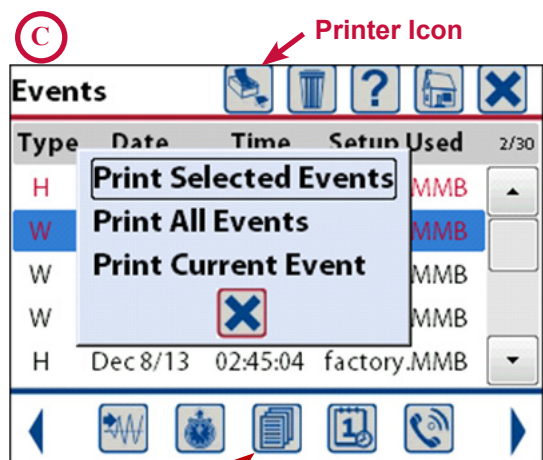 C
Printer Icon
Events
?
Type Date Time Setup Used 2/30
Print Selected Events
H MMB
Print All Events
W MMB
Print Current Event
W MMB
W MMB
H Dec 8/13 02:45:04 factory.MMB
1